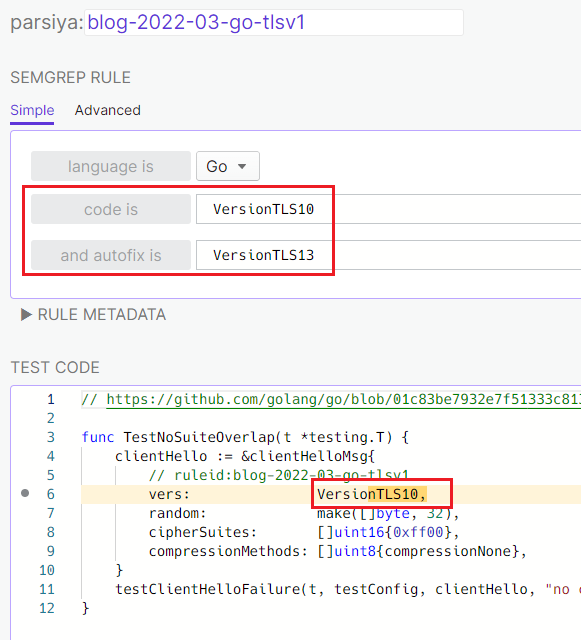 parsiya: blog-2022-03-go-tlsv1
SEMGREP RULE
Simple Advanced
language is Go
code is VersionTLS10
and autofix is VersionTLS13
▶ RULE METADATA
TEST CODE
1 // https://github.com/golang/go/blob/01c83be7932e7f51333c813
2
3 func TestNoSuiteOverlap(t *testing.T) {
4 clientHello := &clientHelloMsg{
5 // ruleid:blog-2022-03-go-tlsv1
6 vers: VersionTLS10,
7 random: make([]byte, 32),
8 cipherSuites: []uint16{0xff00},
9 compressionMethods: []uint8{compressionNone},
10 }
11 testClientHelloFailure(t, testConfig, clientHello, "no
12 }